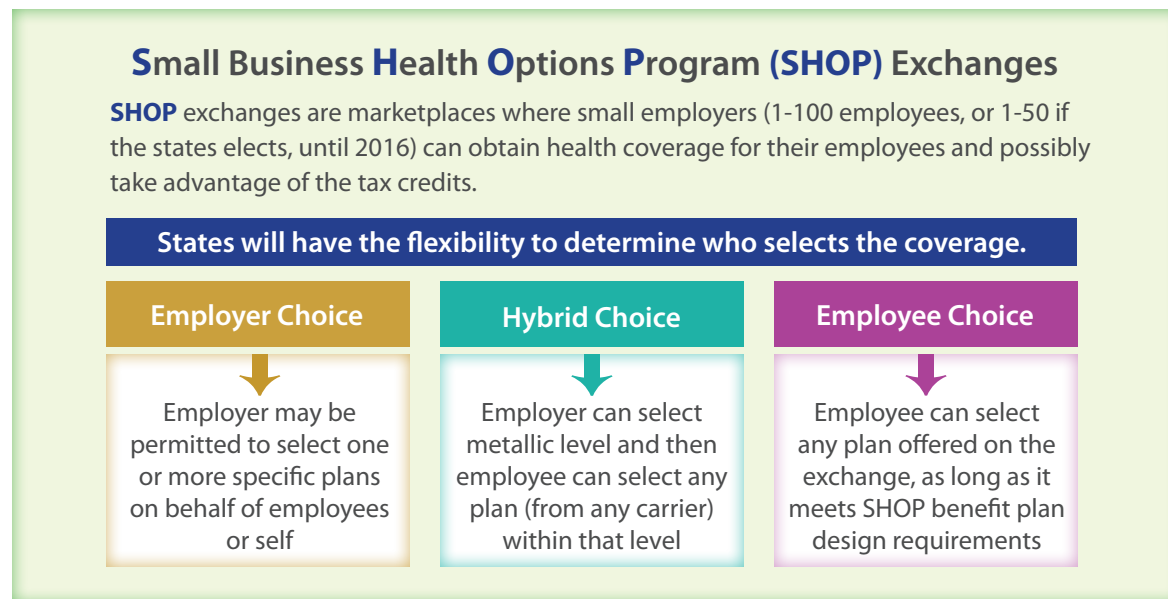 Small Business Health Options Program (SHOP) Exchanges
SHOP exchanges are marketplaces where small employers (1-100 employees, or 1-50 if
the states elects, until 2016) can obtain health coverage for their employees and possibly
take advantage of the tax credits.
States will have the flexibility to determine who selects the coverage.
Employer Choice
Employer may be
permitted to select one
or more specific plans
on behalf of employees
or self
Hybrid Choice
Employer can select
metallic level and then
employee can select any
plan (from any carrier)
within that level
Employee Choice
Employee can select
any plan offered on the
exchange, as long as it
meets SHOP benefit plan
design requirements